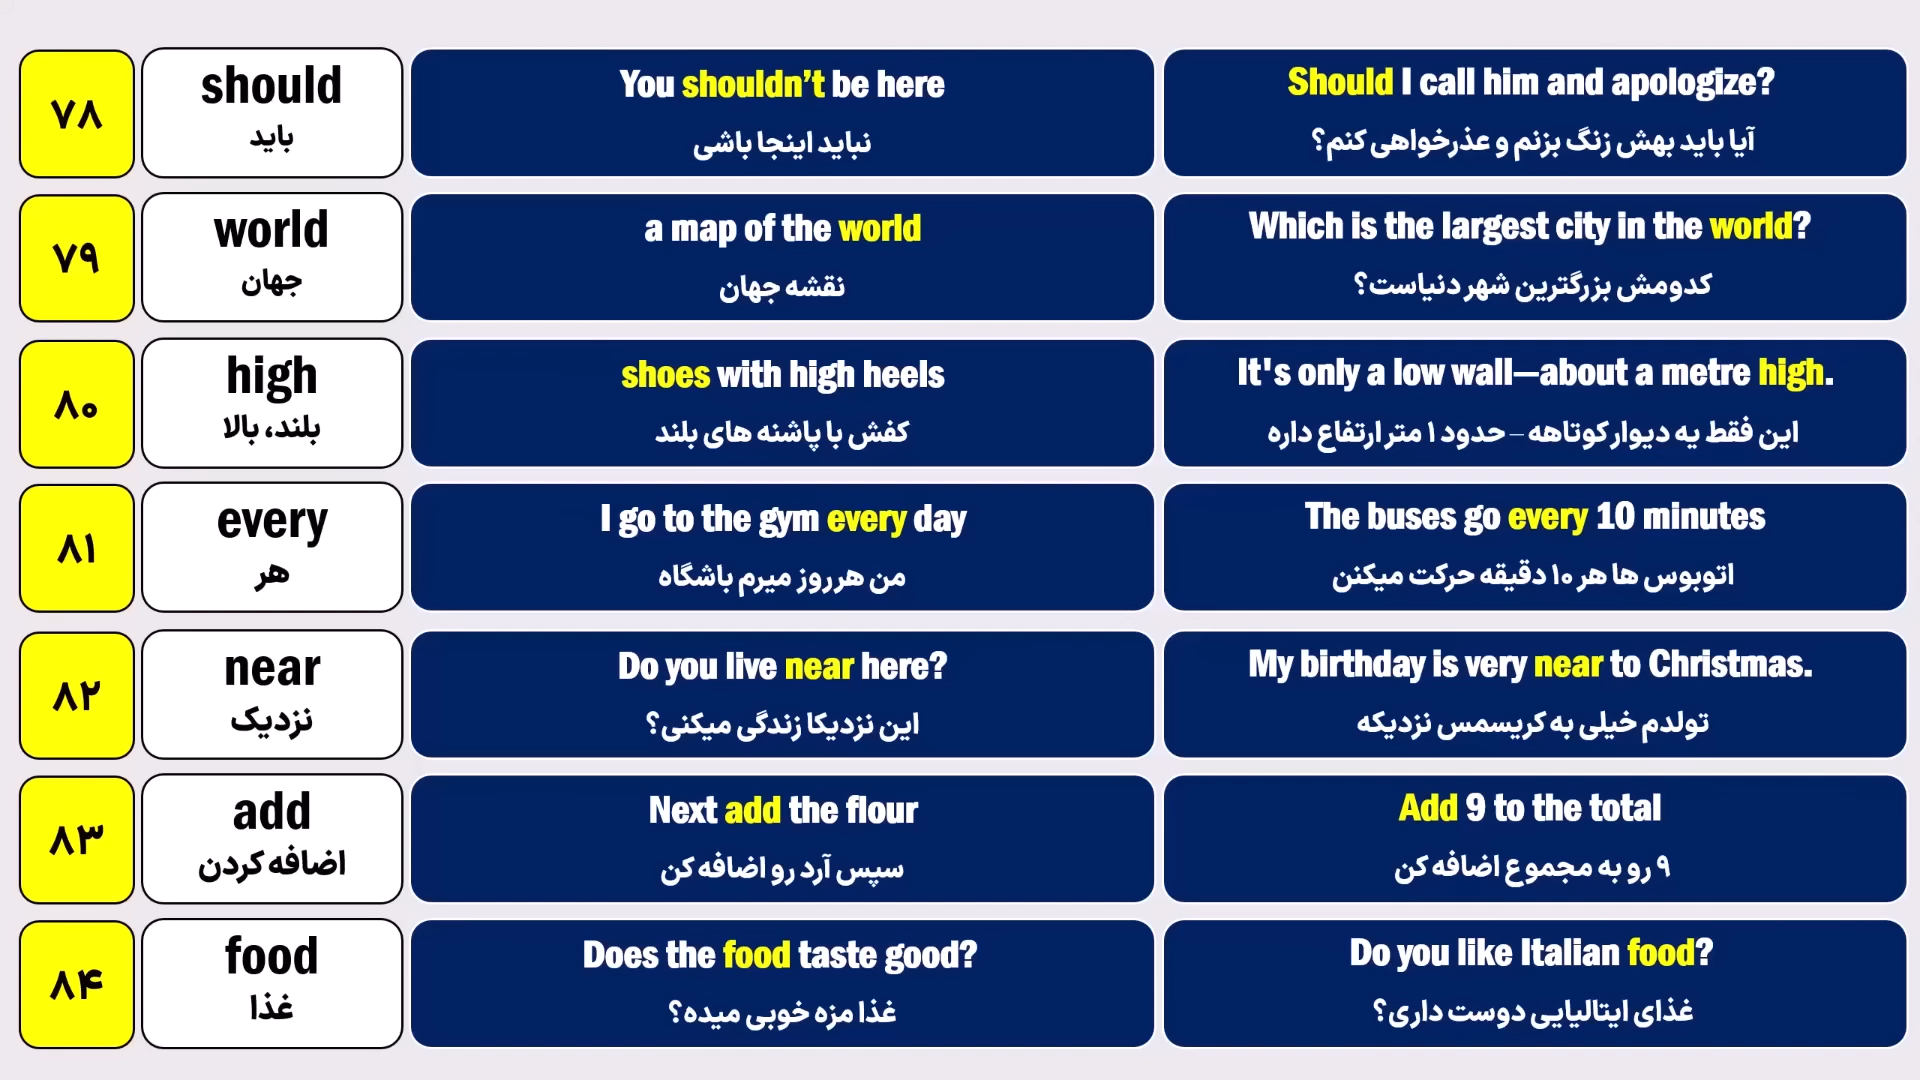 ۷۸
should
باید
You shouldn’t be here
نباید اینجا باشی
Should I call him and apologize?
آیا باید بهش زنگ بزنم و عذرخواهی کنم؟
۷۹
world
جهان
a map of the world
نقشه جهان
Which is the largest city in the world?
کدومش بزرگترین شهر دنیاست؟
۸۰
high
بلند، بالا
shoes with high heels
کفش با پاشنه های بلند
It's only a low wall—about a metre high.
این فقط یه دیوار کوتاهه – حدود ۱ متر ارتفاع داره
۸۱
every
هر
I go to the gym every day
من هرروز میرم باشگاه
The buses go every 10 minutes
اتوبوس ها هر ۱۰ دقیقه حرکت میکنن
۸۲
near
نزدیک
Do you live near here?
این نزدیکا زندگی میکنی؟
My birthday is very near to Christmas.
تولدم خیلی به کریسمس نزدیکه
۸۳
add
اضافه کردن
Next add the flour
سپس آرد رو اضافه کن
Add 9 to the total
۹ رو به مجموع اضافه کن
۸۴
food
غذا
Does the food taste good?
غذا مزه خوبی میده؟
Do you like Italian food?
غذای ایتالیایی دوست داری؟